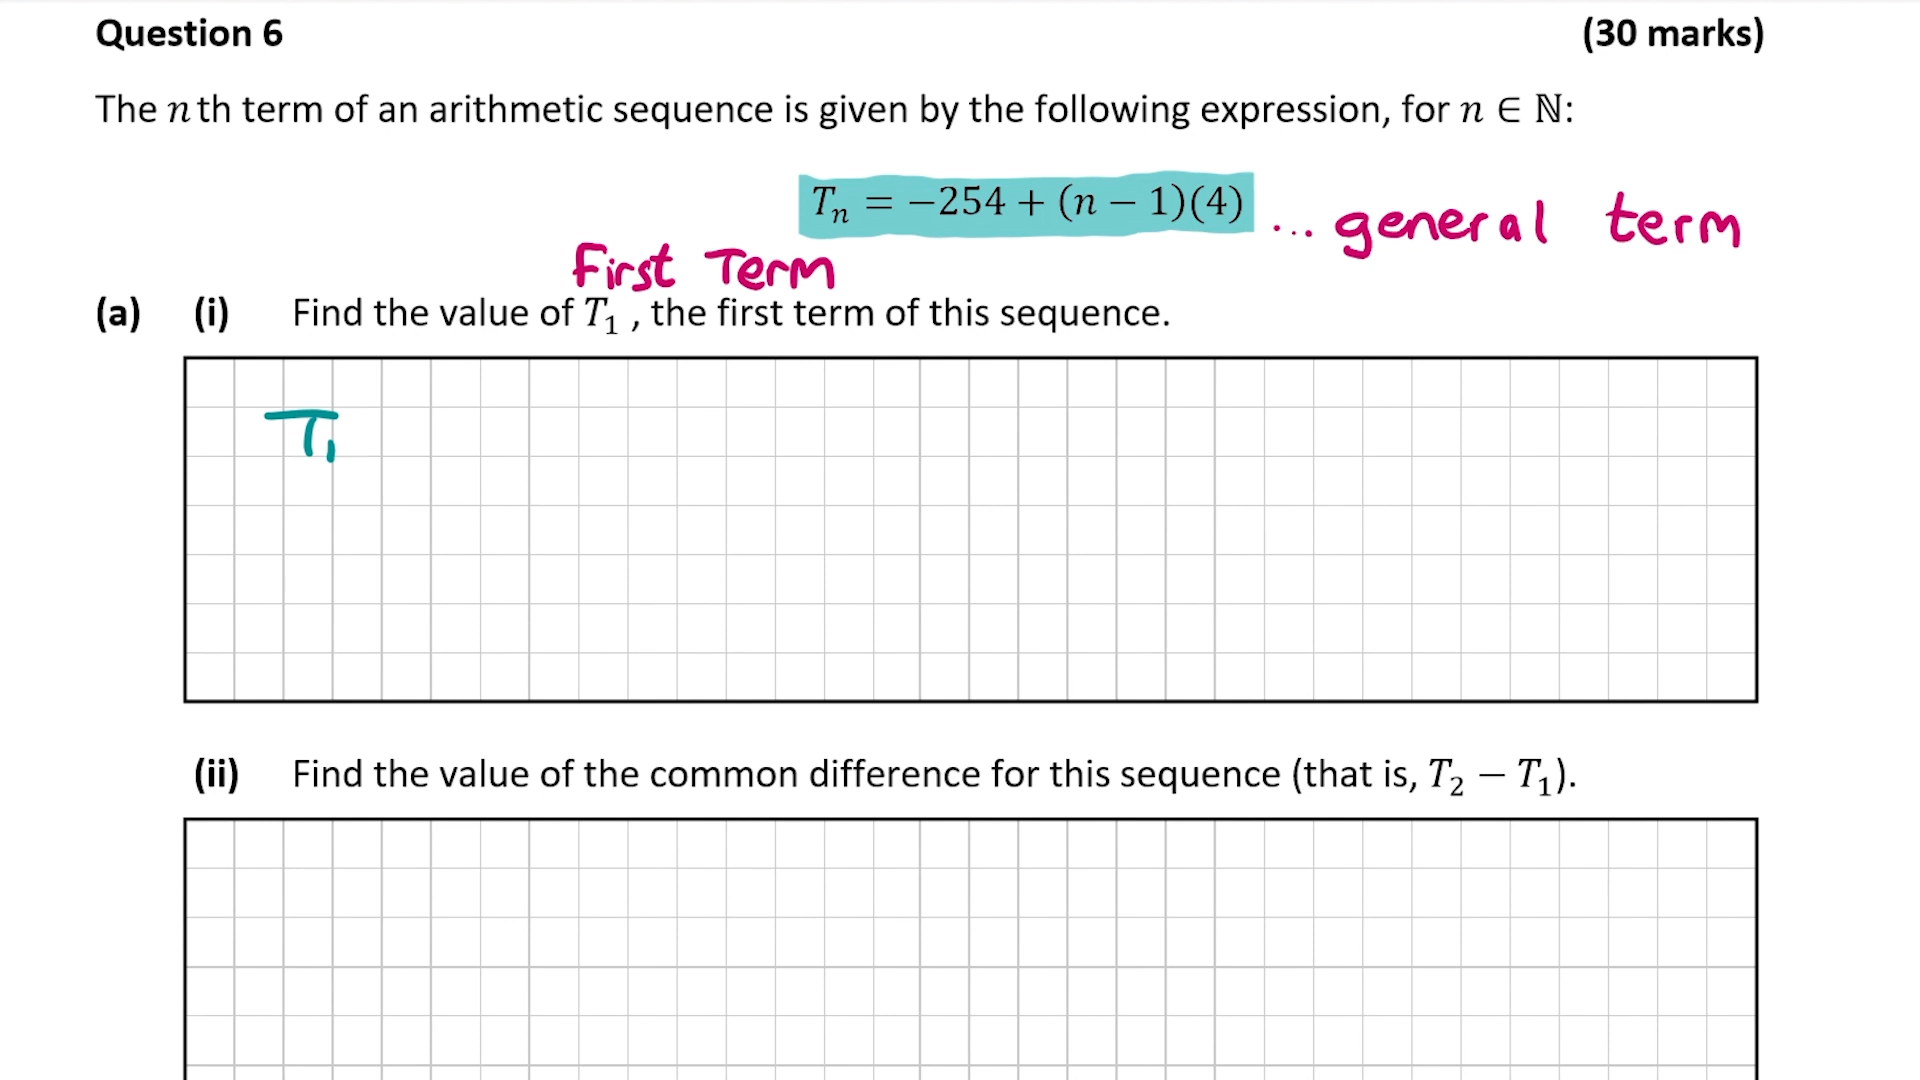 Question 6 (30 marks)
The n th term of an arithmetic sequence is given by the following expression, for n ∈ ℕ:
Tₙ = −254 + (n − 1)(4) ... general term
First Term
(a) (i) Find the value of T₁ , the first term of this sequence.
T₁
(ii) Find the value of the common difference for this sequence (that is, T₂ − T₁).